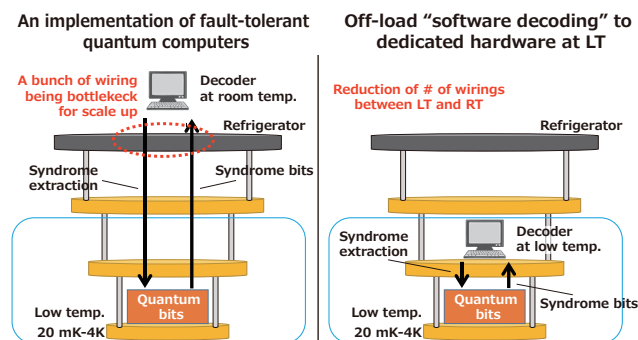 An implementation of fault-tolerant
quantum computers
A bunch of wiring
being bottlekeck
for scale up
Decoder
at room temp.
Refrigerator
Syndrome
extraction
Syndrome bits
Quantum
bits
Low temp.
20 mK-4K
Off-load “software decoding” to
dedicated hardware at LT
Reduction of # of wirings
between LT and RT
Refrigerator
Syndrome
extraction
Decoder
at low temp.
Quantum
bits
Syndrome bits
Low temp.
20 mK-4K